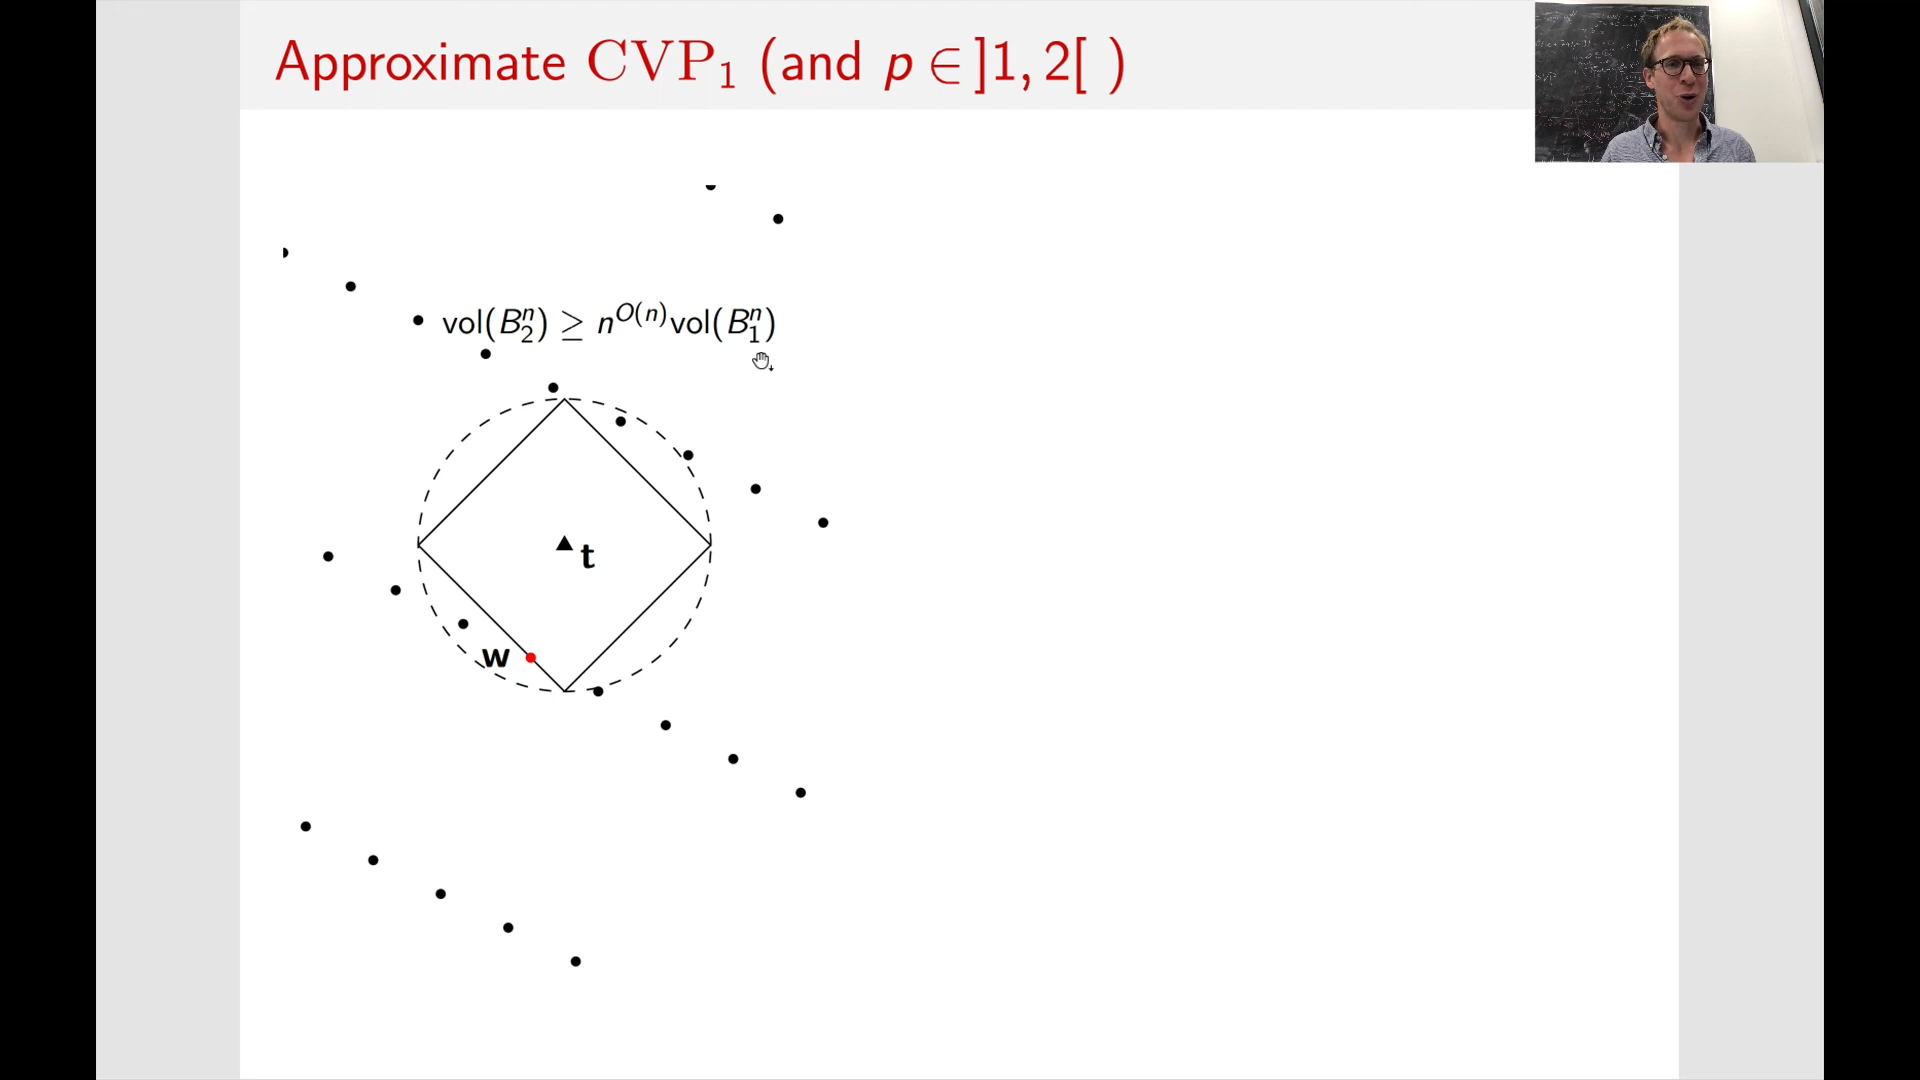 Approximate CVP₁ (and p ∈ ]1, 2[ )
vol(B₂ⁿ) ≥ n^{O(n)}vol(B₁ⁿ)
t
w